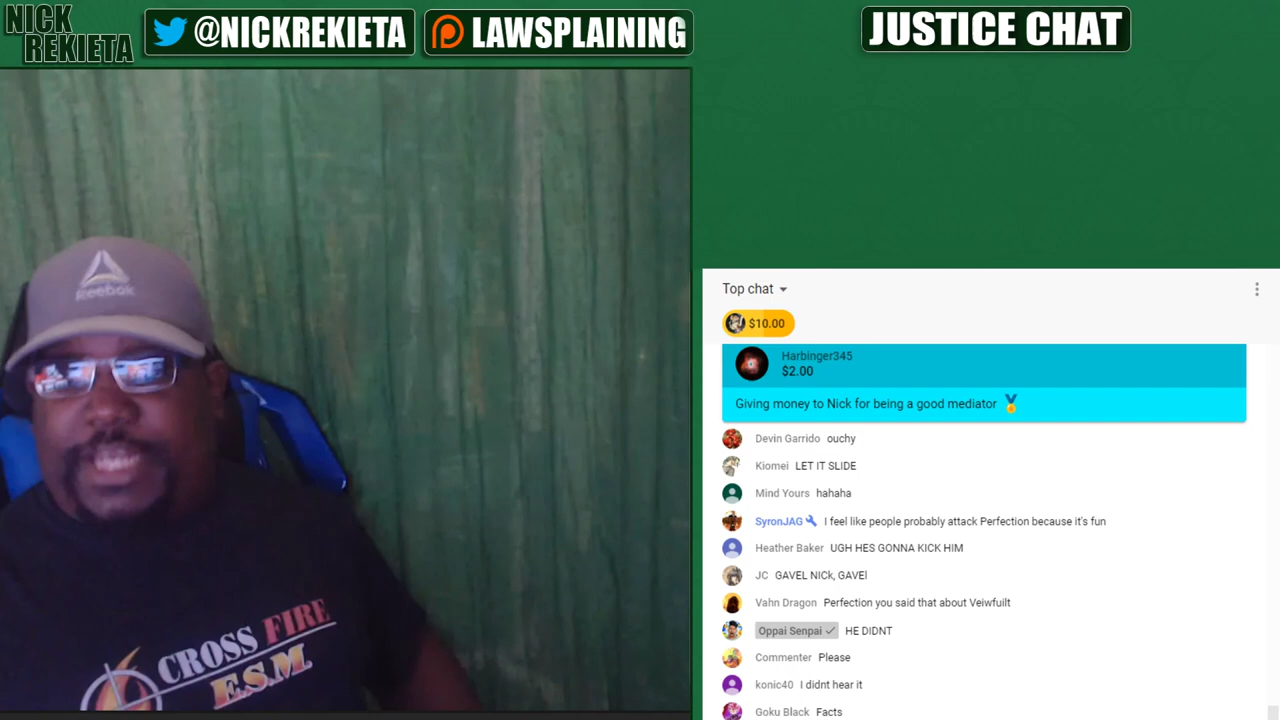 NICK
REKIETA
@NICKREKIETA
LAWSPLAINING
JUSTICE CHAT
Reebok
CROSS FIRE
E.S.M.
Top chat
$10.00
Harbinger345
$2.00
Giving money to Nick for being a good mediator
Devin Garrido ouchy
Kiomei LET IT SLIDE
Mind Yours hahaha
SyronJAG I feel like people probably attack Perfection because it's fun
Heather Baker UGH HES GONNA KICK HIM
JC GAVEL NICk, GAVEl
Vahn Dragon Perfection you said that about Veiwfuilt
Oppai Senpai HE DIDNT
Commenter Please
konic40 I didnt hear it
Goku Black Facts